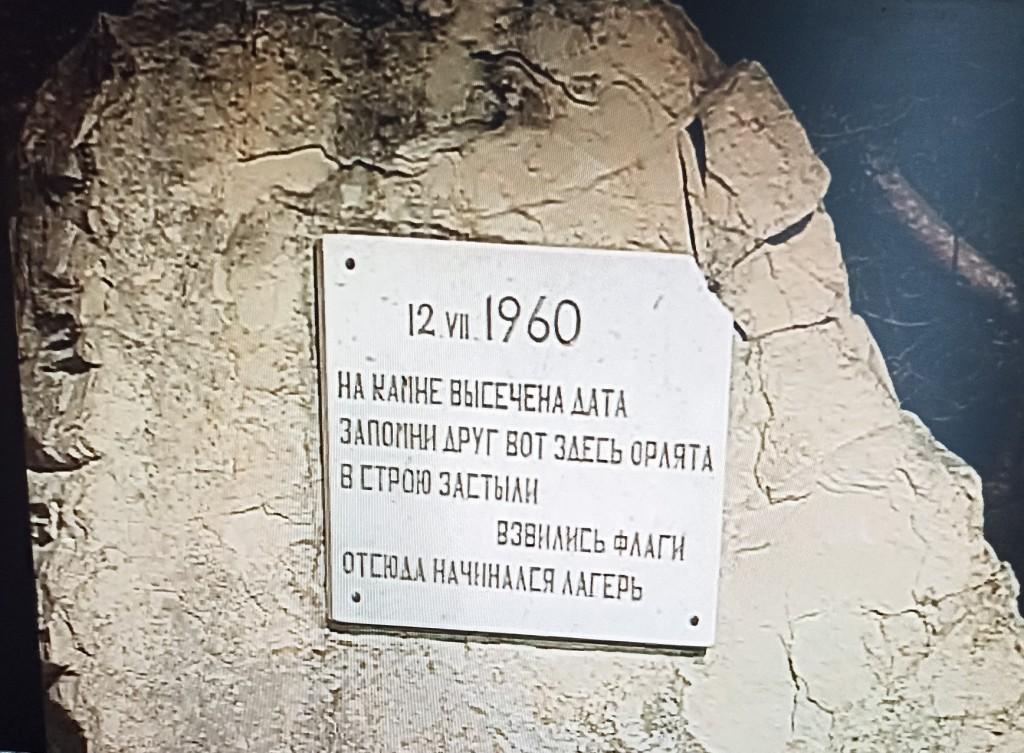 12.VII.1960
НА КАМНЕ ВЫСЕЧЕНА ДАТА
ЗАПОМНИ ДРУГ ВОТ ЗДЕСЬ ОРЛЯТА
В СТРОЮ ЗАСТЫЛИ
ВЗВИЛИСЬ ФЛАГИ
ОТСЮДА НАЧИНАЛСЯ ЛАГЕРЬ